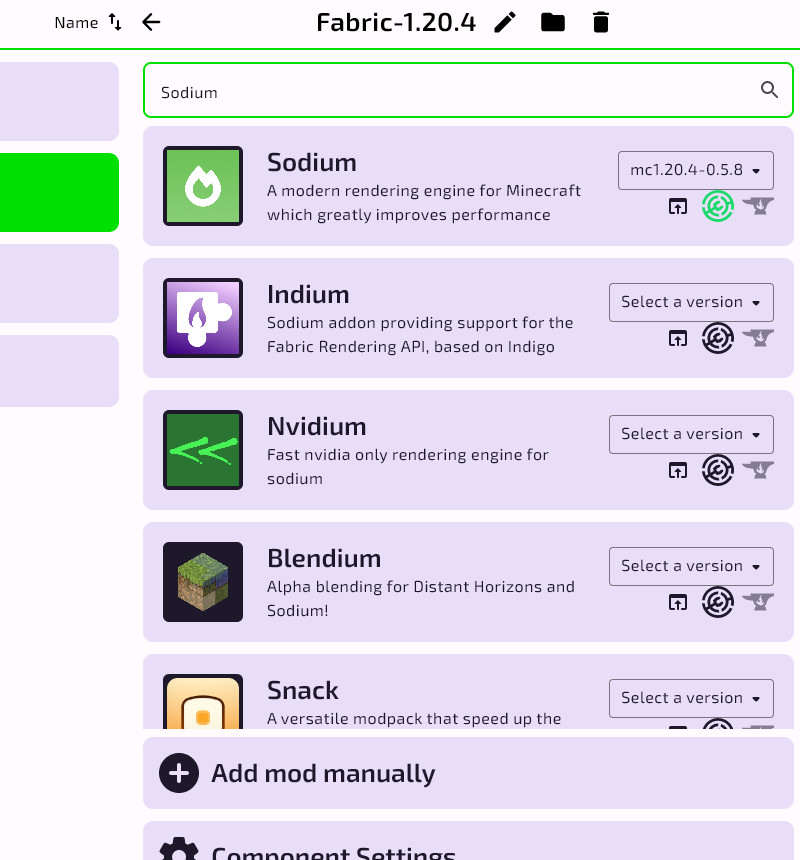 Name
Fabric-1.20.4
Sodium
Sodium
A modern rendering engine for Minecraft
which greatly improves performance
mc1.20.4-0.5.8
Indium
Sodium addon providing support for the
Fabric Rendering API, based on Indigo
Select a version
Nvidium
Fast nvidia only rendering engine for
sodium
Select a version
Blendium
Alpha blending for Distant Horizons and
Sodium!
Select a version
Snack
A versatile modpack that speed up the
Select a version
Add mod manually
Component Settings